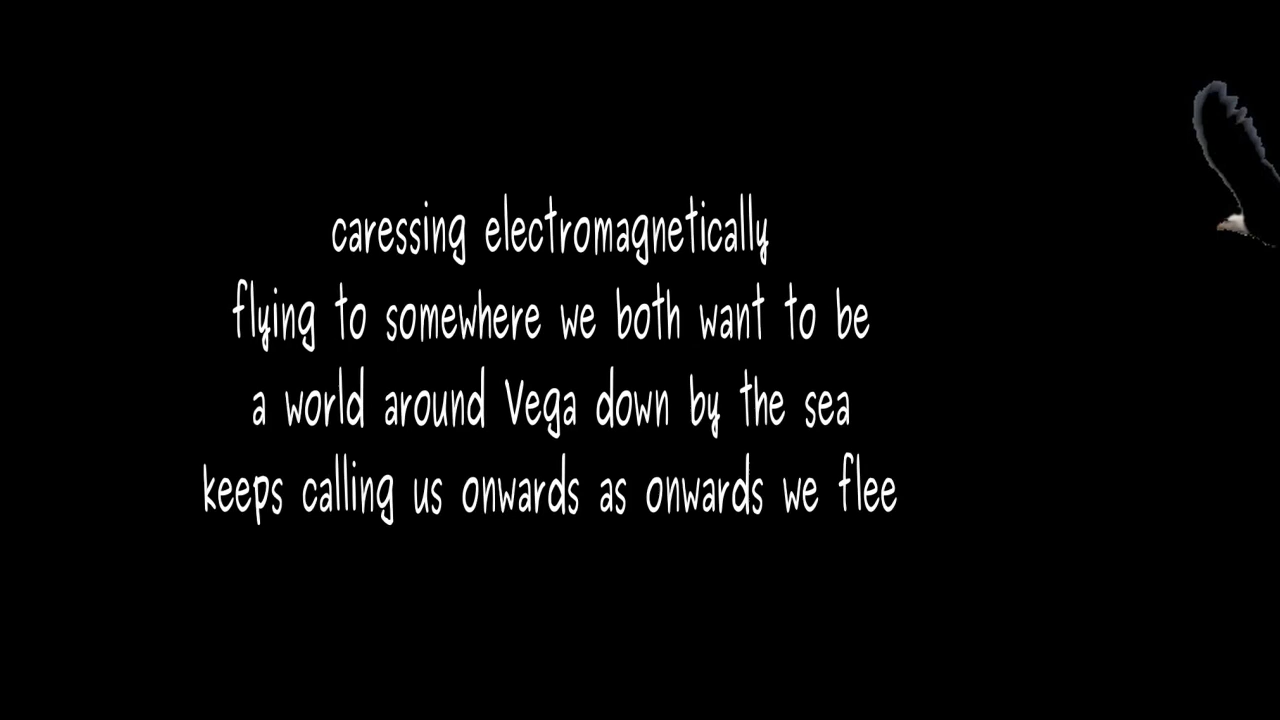 caressing electromagnetically
flying to somewhere we both want to be
a world around Vega down by the sea
keeps calling us onwards as onwards we flee